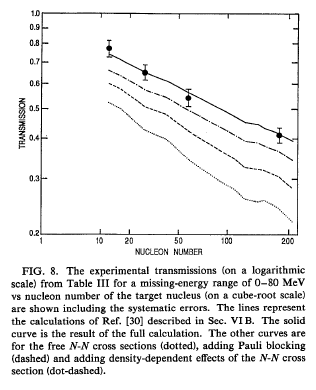 1.0
0.9
0.8
0.7
0.6
0.5
0.4
0.3
0.2
TRANSMISSION
1 10 20 50 100 200
NUCLEON NUMBER
FIG. 8. The experimental transmissions (on a logarithmic
scale) from Table III for a missing-energy range of 0–80 MeV
vs nucleon number of the target nucleus (on a cube-root scale)
are shown including the systematic errors. The lines represent
the calculations of Ref. [30] described in Sec. VI B. The solid
curve is the result of the full calculation. The other curves are
for the free N-N cross sections (dotted), adding Pauli blocking
(dashed) and adding density-dependent effects of the N-N cross
section (dot-dashed).